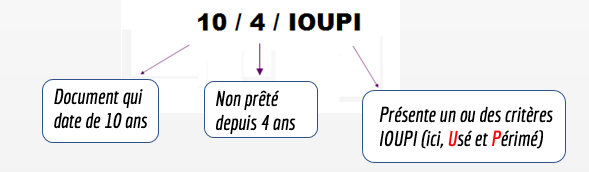 10 / 4 / IOUPI
Document qui
date de 10 ans
Non prêté
depuis 4 ans
Présente un ou des critères
IOUPI (ici, Usé et Périmé)